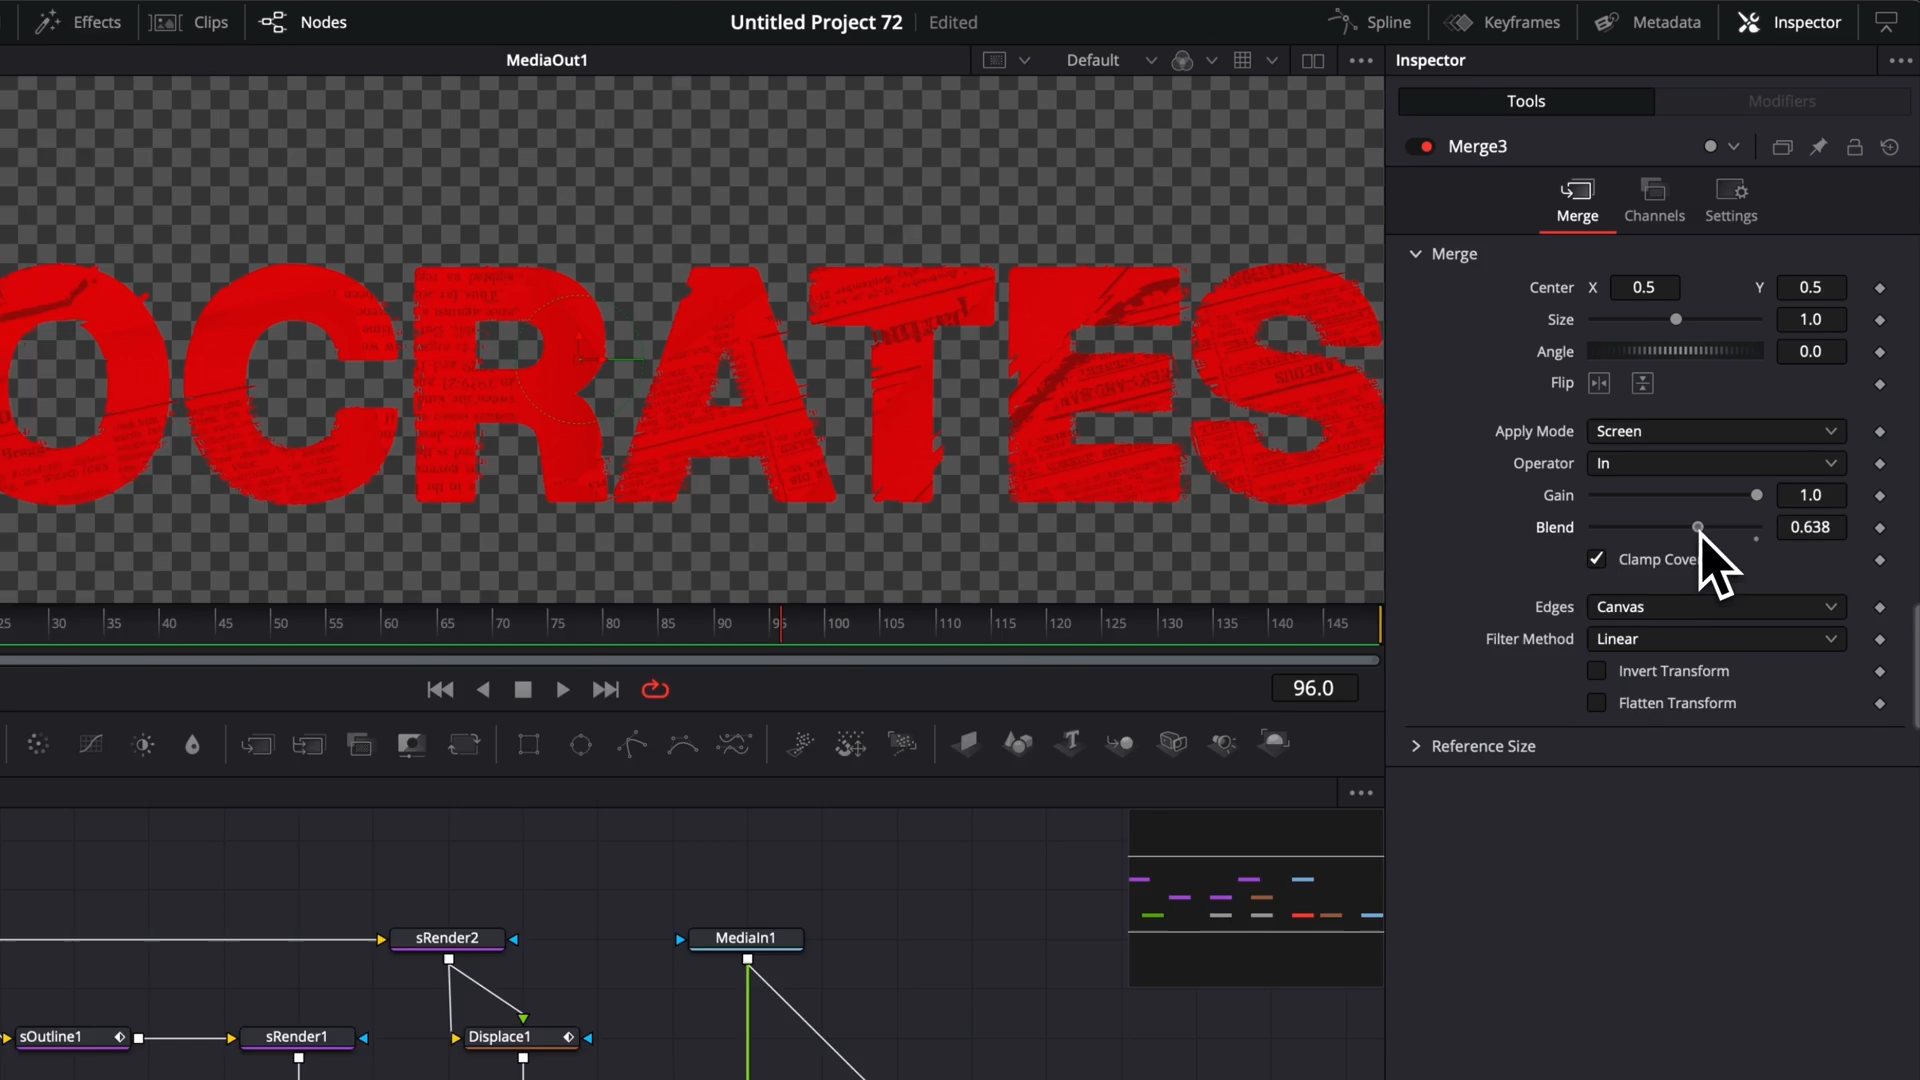 Effects
Clips
Nodes
Untitled Project 72
Edited
Spline
Keyframes
Metadata
Inspector
MediaOut1
Default
Inspector
Tools
Modifiers
Merge3
Merge
Channels
Settings
Merge
Center X 0.5 Y 0.5
Size 1.0
Angle 0.0
Flip
Apply Mode Screen
Operator In
Gain 1.0
Blend 0.638
Clamp Cove
Edges Canvas
Filter Method Linear
Invert Transform
Flatten Transform
Reference Size
OCRATES
25 30 35 40 45 50 55 60 65 70 75 80 85 90 95 100 105 110 115 120 125 130 135 140 145
96.0
sRender2
MediaIn1
sOutline1
sRender1
Displace1